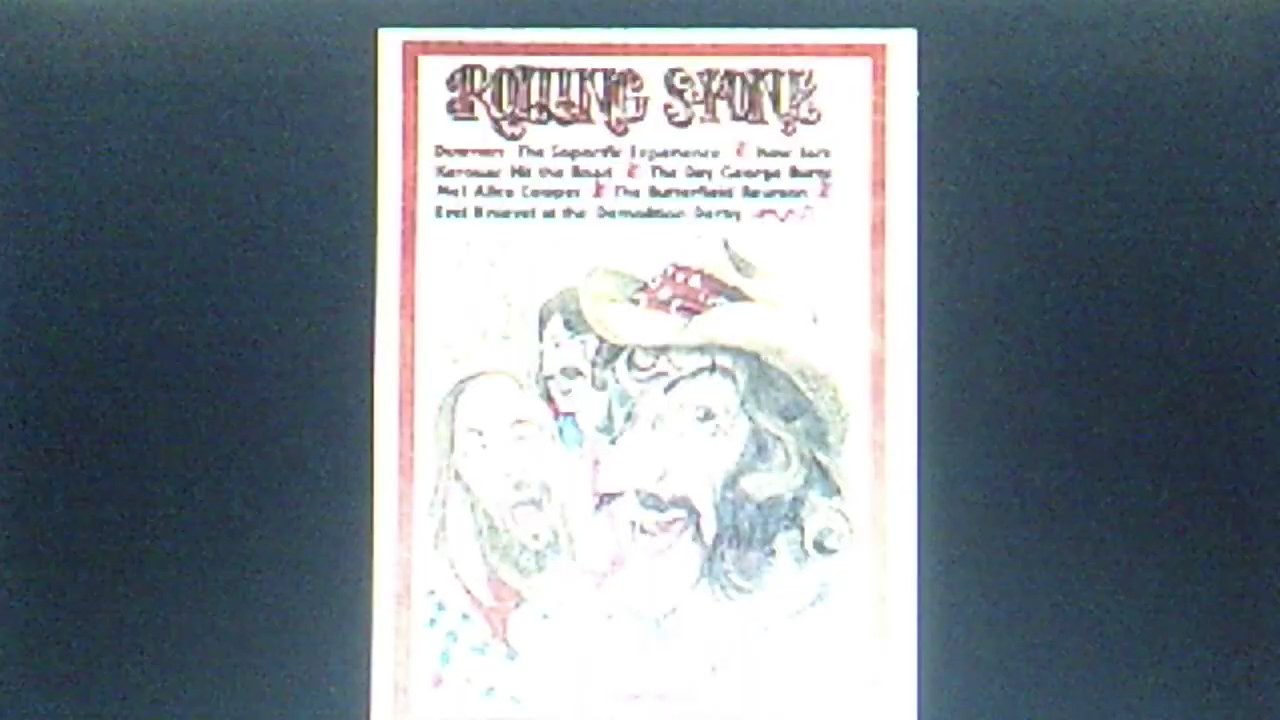 ROLLING STONE
Downers: The Soporific Experience & How Jack
Kerouac Hit the Road & The Day George Burns
Met Alice Cooper & The Butterfield Reunion &
Evel Knievel at the Demolition Derby